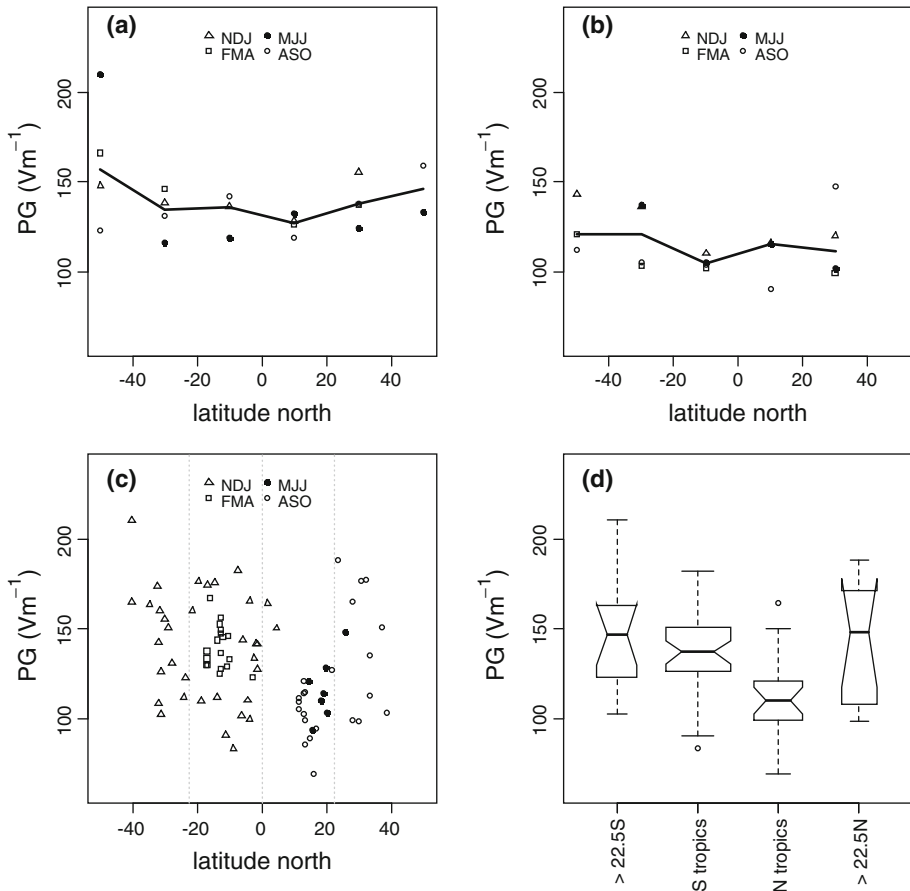 (a)
△ NDJ ● MJJ
□ FMA ○ ASO
PG (Vm⁻¹)
200
150
100
-40 -20 0 20 40
latitude north
(b)
△ NDJ ● MJJ
□ FMA ○ ASO
PG (Vm⁻¹)
200
150
100
-40 -20 0 20 40
latitude north
(c)
△ NDJ ● MJJ
□ FMA ○ ASO
PG (Vm⁻¹)
200
150
100
-40 -20 0 20 40
latitude north
(d)
PG (Vm⁻¹)
200
150
100
> 22.5S
S tropics
N tropics
> 22.5N